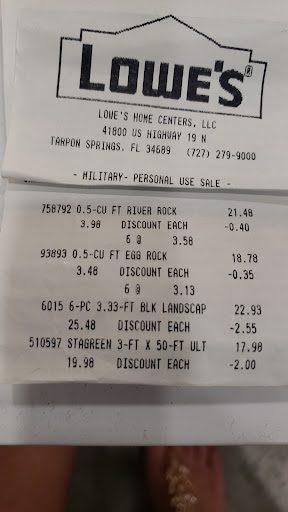 LOWE'S®
LOWE'S HOME CENTERS, LLC
41800 US HIGHWAY 19 N
TARPON SPRINGS, FL 34689 (727) 279-9000
- MILITARY- PERSONAL USE SALE -
758792 0.5-CU FT RIVER ROCK 21.48
3.98 DISCOUNT EACH -0.40
6 @ 3.58
93893 0.5-CU FT EGG ROCK 18.78
3.48 DISCOUNT EACH -0.35
6 @ 3.13
6015 6-PC 3.33-FT BLK LANDSCAP 22.93
25.48 DISCOUNT EACH -2.55
510597 STAGREEN 3-FT X 50-FT ULT 17.98
19.98 DISCOUNT EACH -2.00